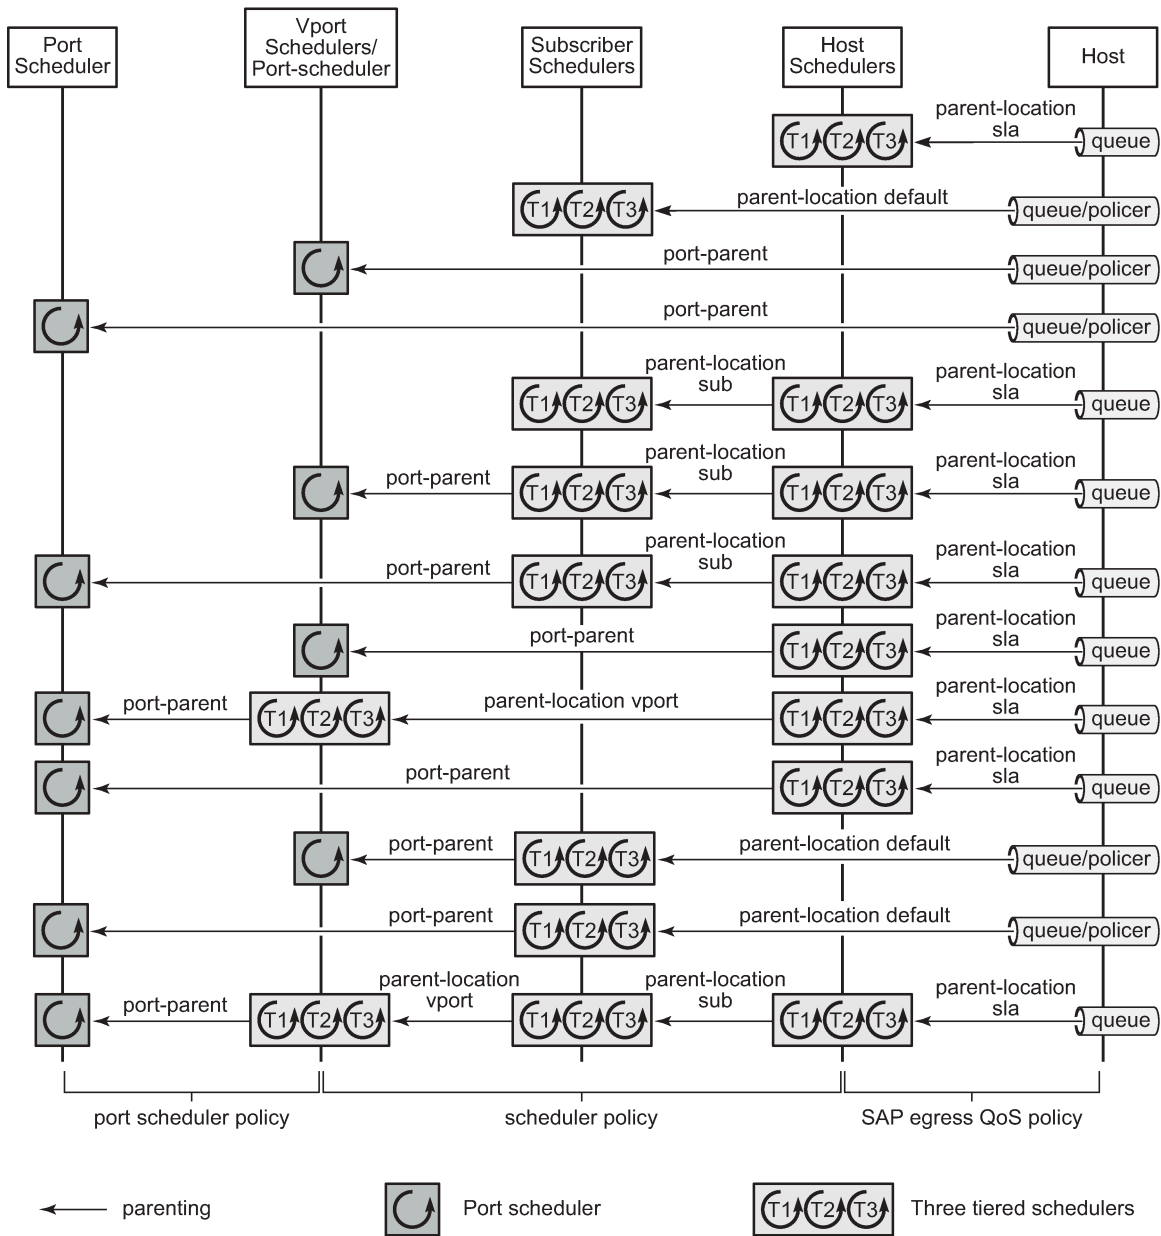 Port
Scheduler
Vport
Schedulers/
Port-scheduler
Subscriber
Schedulers
Host
Schedulers
Host
parent-location
sla
T1 T2 T3
queue
parent-location default
T1 T2 T3
queue/policer
port-parent
queue/policer
port-parent
queue/policer
parent-location
sub
parent-location
sla
T1 T2 T3
T1 T2 T3
queue
parent-location
sub
parent-location
sla
port-parent
T1 T2 T3
T1 T2 T3
queue
parent-location
sub
parent-location
sla
port-parent
T1 T2 T3
T1 T2 T3
queue
parent-location
sla
port-parent
T1 T2 T3
queue
parent-location
sla
port-parent
T1 T2 T3
parent-location vport
T1 T2 T3
queue
parent-location
sla
port-parent
T1 T2 T3
queue
port-parent
T1 T2 T3
parent-location default
queue/policer
port-parent
T1 T2 T3
parent-location default
queue/policer
parent-location
vport
parent-location
sub
parent-location
sla
port-parent
T1 T2 T3
T1 T2 T3
T1 T2 T3
queue
port scheduler policy
scheduler policy
SAP egress QoS policy
parenting
Port scheduler
T1 T2 T3
Three tiered schedulers